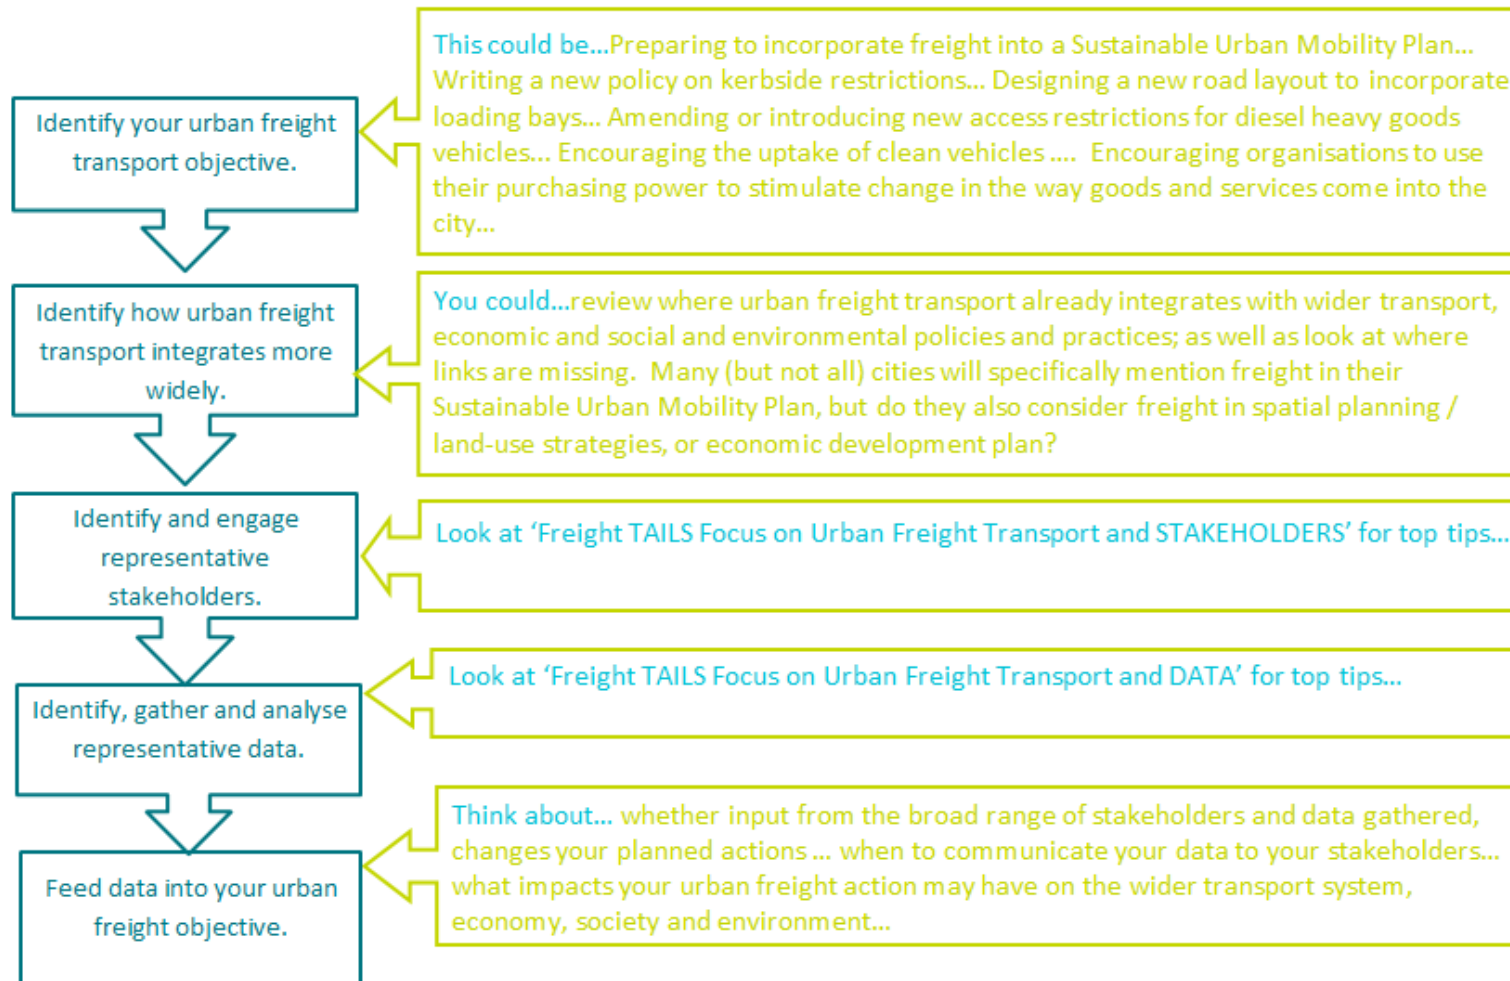 Identify your urban freight
transport objective.
This could be...Preparing to incorporate freight into a Sustainable Urban Mobility Plan...
Writing a new policy on kerbside restrictions... Designing a new road layout to incorporate
loading bays... Amending or introducing new access restrictions for diesel heavy goods
vehicles... Encouraging the uptake of clean vehicles .... Encouraging organisations to use
their purchasing power to stimulate change in the way goods and services come into the
city...
Identify how urban freight
transport integrates more
widely.
You could...review where urban freight transport already integrates with wider transport,
economic and social and environmental policies and practices; as well as look at where
links are missing. Many (but not all) cities will specifically mention freight in their
Sustainable Urban Mobility Plan, but do they also consider freight in spatial planning /
land-use strategies, or economic development plan?
Identify and engage
representative
stakeholders.
Look at ‘Freight TAILS Focus on Urban Freight Transport and STAKEHOLDERS’ for top tips...
Identify, gather and analyse
representative data.
Look at ‘Freight TAILS Focus on Urban Freight Transport and DATA’ for top tips...
Feed data into your urban
freight objective.
Think about... whether input from the broad range of stakeholders and data gathered,
changes your planned actions ... when to communicate your data to your stakeholders...
what impacts your urban freight action may have on the wider transport system,
economy, society and environment...